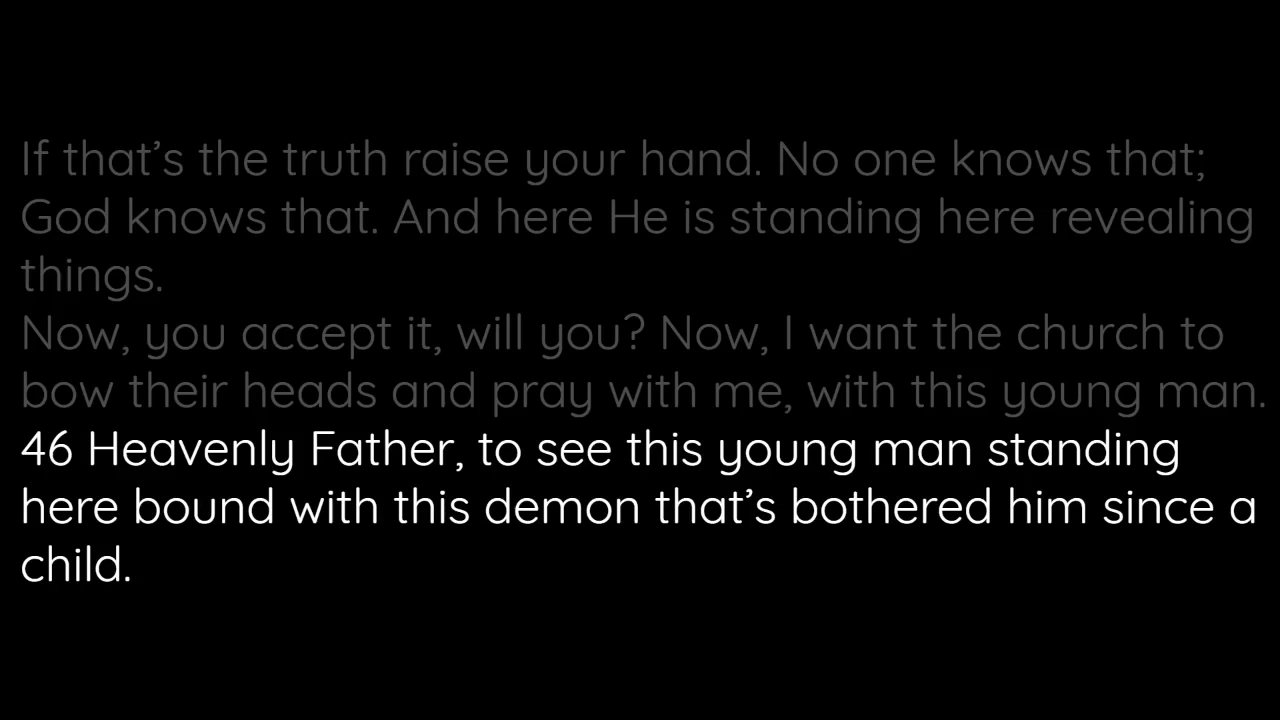 If that’s the truth raise your hand. No one knows that;
God knows that. And here He is standing here revealing
things.
Now, you accept it, will you? Now, I want the church to
bow their heads and pray with me, with this young man.
46 Heavenly Father, to see this young man standing
here bound with this demon that’s bothered him since a
child.